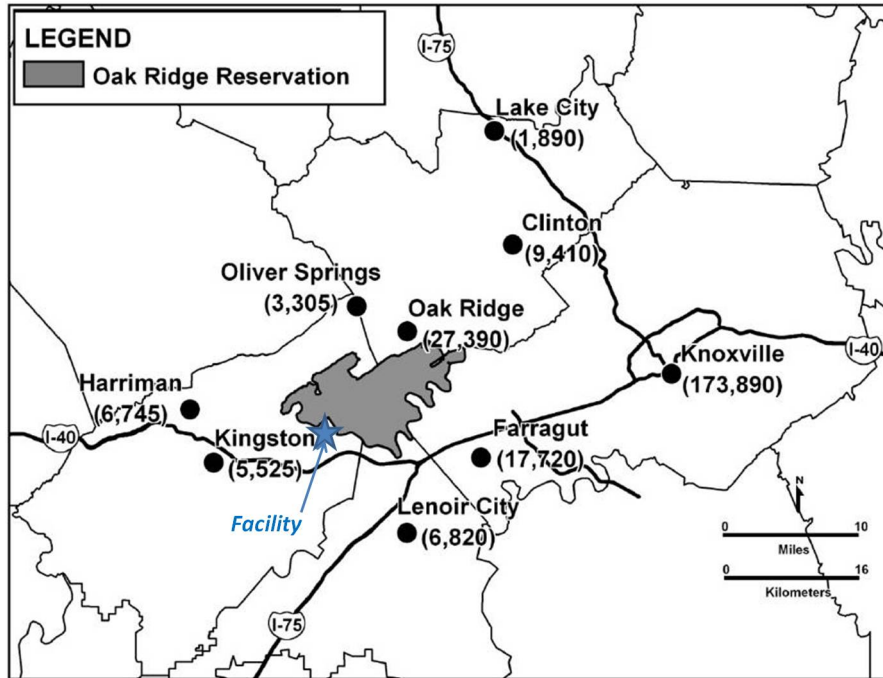 LEGEND
Oak Ridge Reservation
I-75
Lake City
(1,890)
Clinton
(9,410)
Oliver Springs
(3,305)
Oak Ridge
(27,390)
Knoxville
(173,890)
I-40
Harriman
(6,745)
I-40
Kingston
(5,525)
Farragut
(17,720)
Facility
Lenoir City
(6,820)
N
0 10
Miles
0 16
Kilometers
I-75